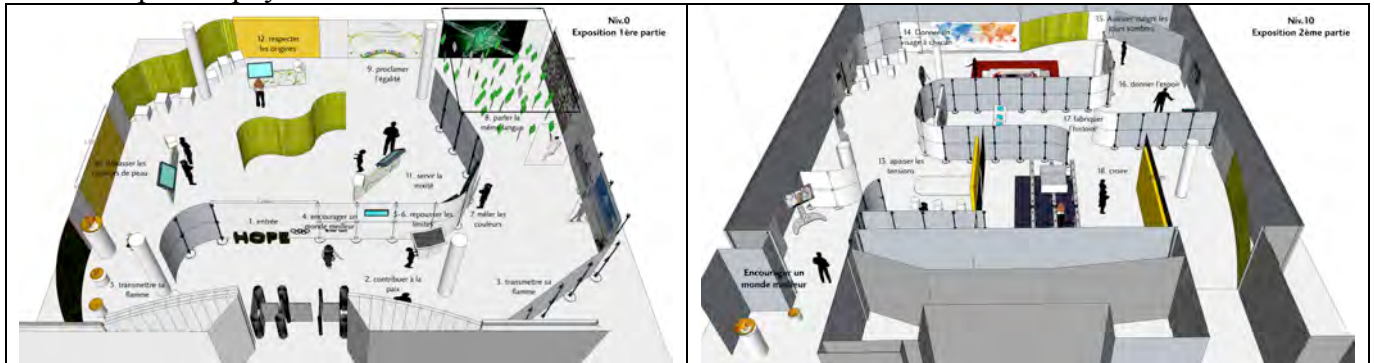 Niv.0
Exposition 1ère partie
12. respecter
les origines
9. proclamer
l'égalité
8. parler la
même langue
10. dépasser les
couleurs de peau
11. servir la
mixité
1. entrée
HOPE
4. encourager un
monde meilleur
5-6. repousser les
limites
7. mêler les
couleurs
3. transmettre sa
flamme
2. contribuer à la
paix
3. transmettre sa
flamme
Niv.10
Exposition 2ème partie
14. Donner un
visage à chacun
15. Avancer malgré les
jours sombres
16. donner l'espoir
17. fabriquer
l'histoire
13. apaiser les
tensions
18. croire
Encourager un
monde meilleur